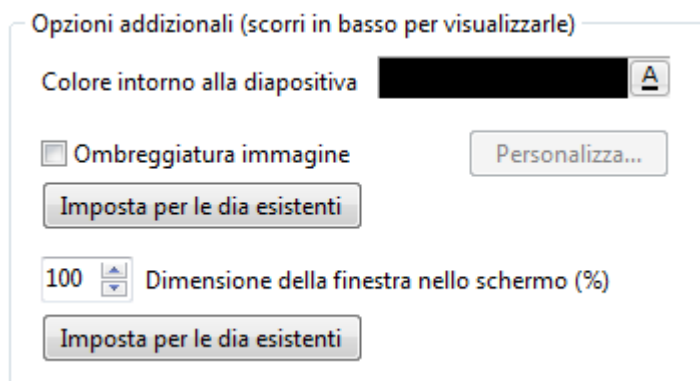 Opzioni addizionali (scorri in basso per visualizzarle)
Colore intorno alla diapositiva A
Ombreggiatura immagine Personalizza...
Imposta per le dia esistenti
100 Dimensione della finestra nello schermo (%)
Imposta per le dia esistenti